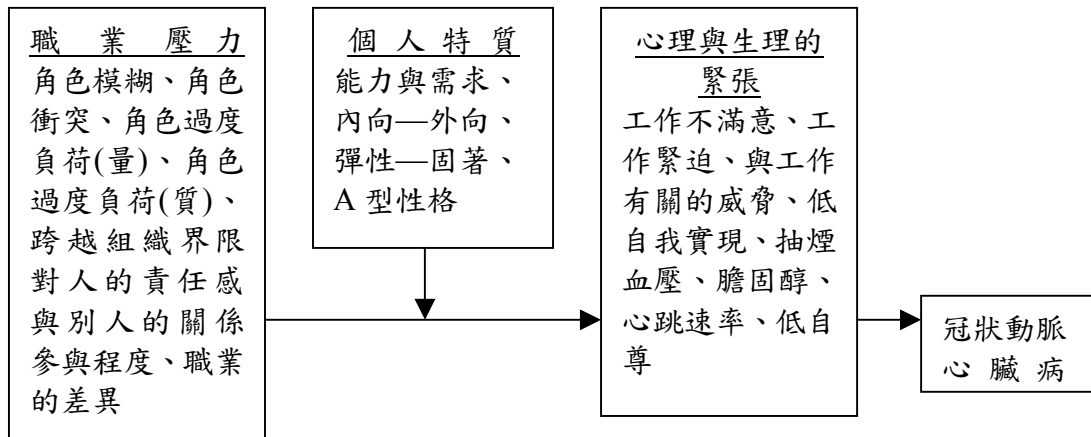 職業壓力
角色模糊、角色
衝突、角色過度
負荷(量)、角色
過度負荷(質)、
跨越組織界限
對人的責任感
與別人的關係
參與程度、職業
的差異
個人特質
能力與需求、
內向—外向、
彈性—固著、
A 型性格
心理與生理的
緊張
工作不滿意、工
作緊迫、與工作
有關的威脅、低
自我實現、抽煙
血壓、膽固醇、
心跳速率、低自
尊
冠狀動脈
心臟病